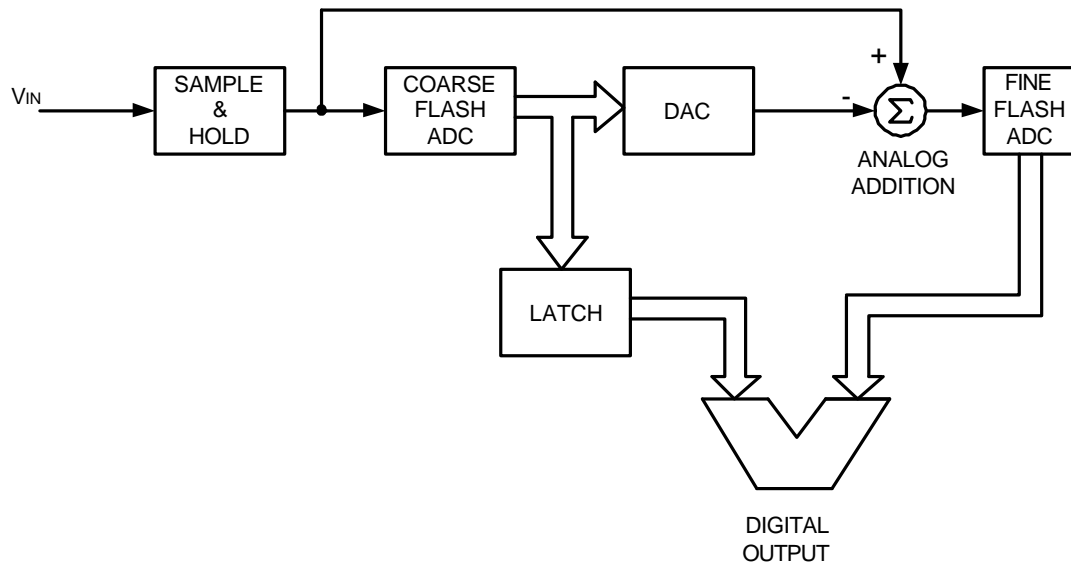 VIN
SAMPLE
&
HOLD
COARSE
FLASH
ADC
DAC
+
-
Σ
ANALOG
ADDITION
FINE
FLASH
ADC
LATCH
DIGITAL
OUTPUT